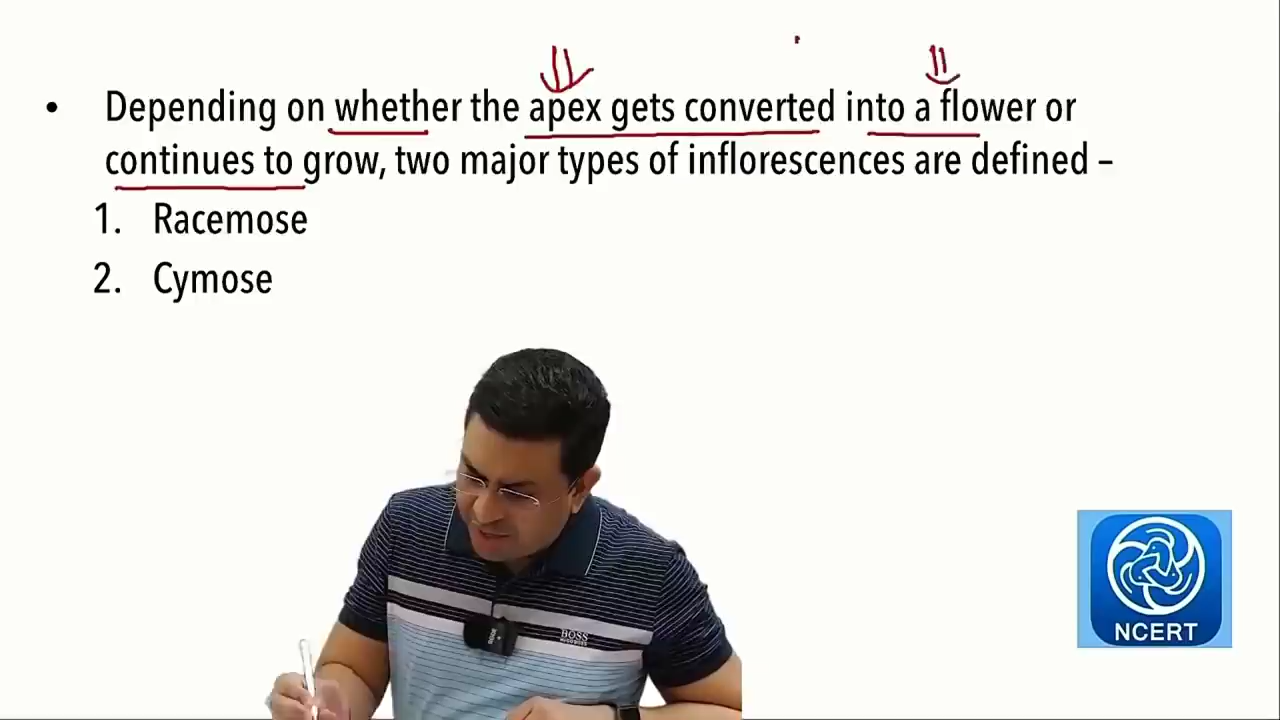 • Depending on whether the apex gets converted into a flower or
continues to grow, two major types of inflorescences are defined –
1. Racemose
2. Cymose
BOSS
NCERT